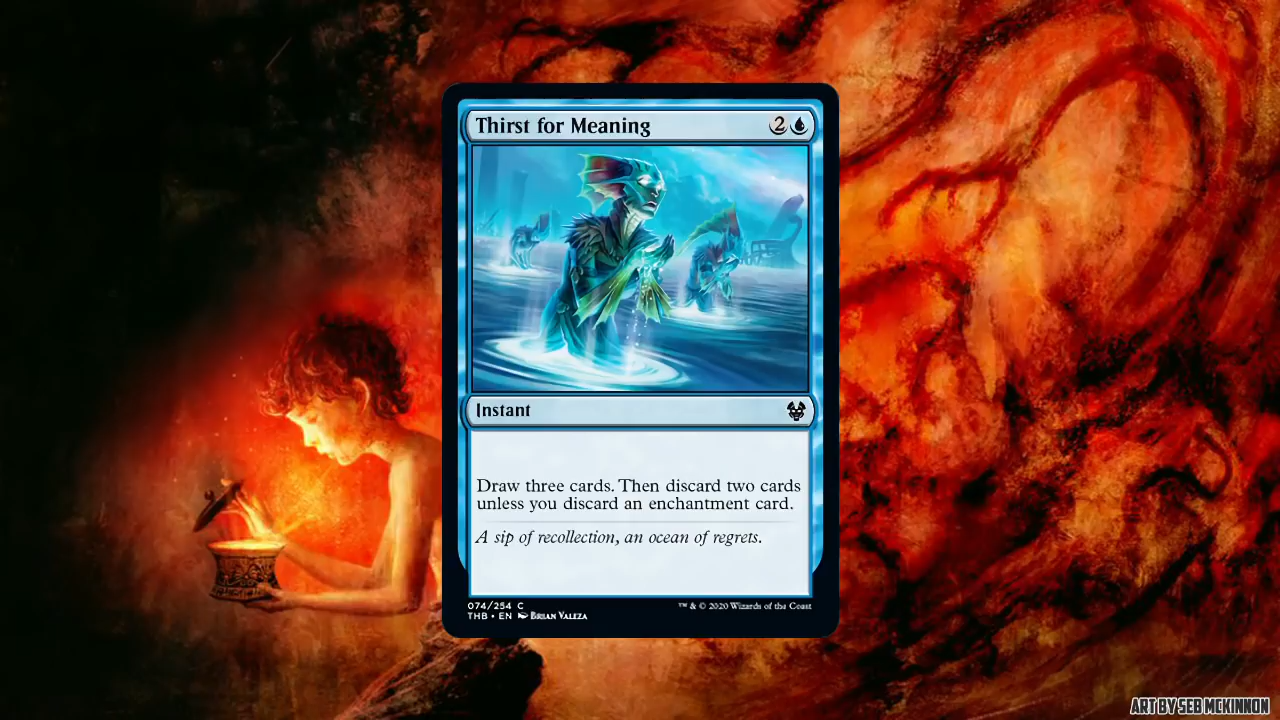 Thirst for Meaning 2
Instant
Draw three cards. Then discard two cards
unless you discard an enchantment card.
A sip of recollection, an ocean of regrets.
074/254 C
™ & © 2020 Wizards of the Coast
THB • EN Brian Valeza
ART BY SEB MCKINNON